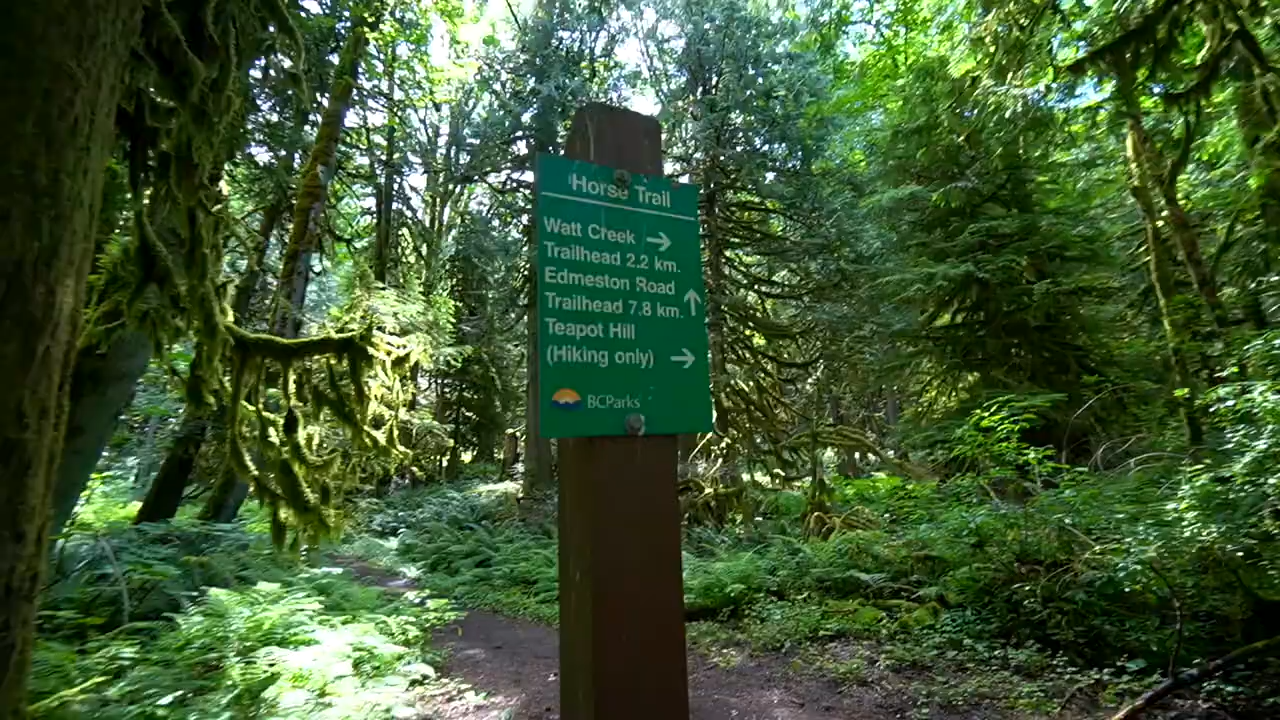 Horse Trail
Watt Creek →
Trailhead 2.2 km.
Edmeston Road
Trailhead 7.8 km. ↑
Teapot Hill
(Hiking only) →
BCParks